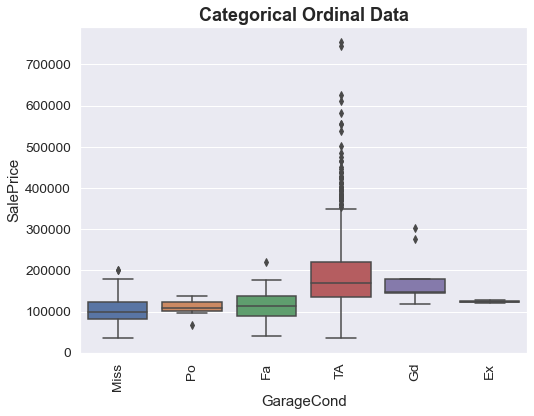 Categorical Ordinal Data
700000
600000
500000
400000
300000
200000
100000
0
SalePrice
Miss
Po
Fa
TA
Gd
Ex
GarageCond